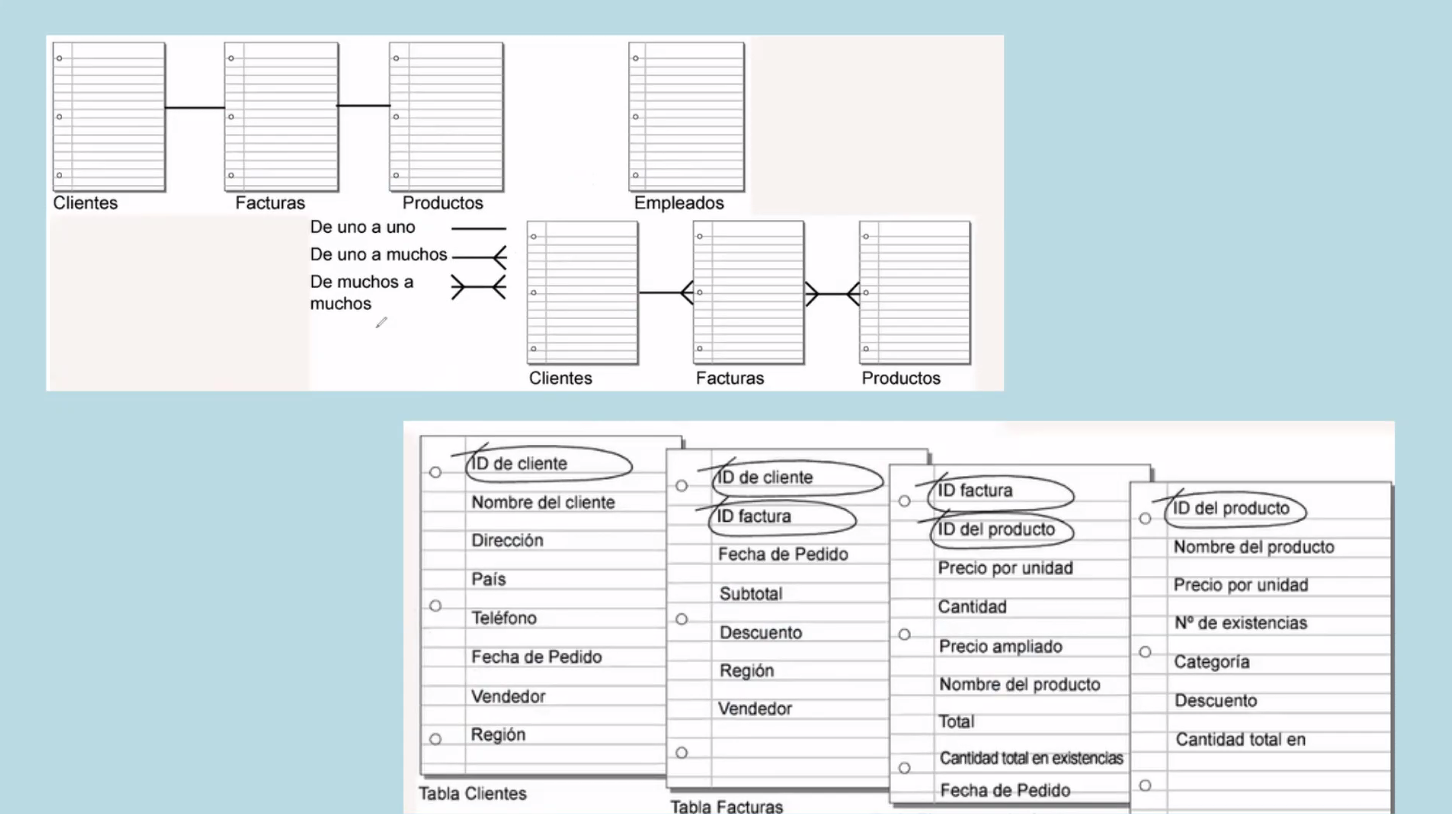 Clientes
Facturas
Productos
Empleados
De uno a uno
De uno a muchos
De muchos a
muchos
Clientes
Facturas
Productos
ID de cliente
Nombre del cliente
Dirección
País
Teléfono
Fecha de Pedido
Vendedor
Región
Tabla Clientes
ID de cliente
ID factura
Fecha de Pedido
Subtotal
Descuento
Región
Vendedor
Tabla Facturas
ID factura
ID del producto
Precio por unidad
Cantidad
Precio ampliado
Nombre del producto
Total
Cantidad total en existencias
Fecha de Pedido
ID del producto
Nombre del producto
Precio por unidad
Nº de existencias
Categoría
Descuento
Cantidad total en